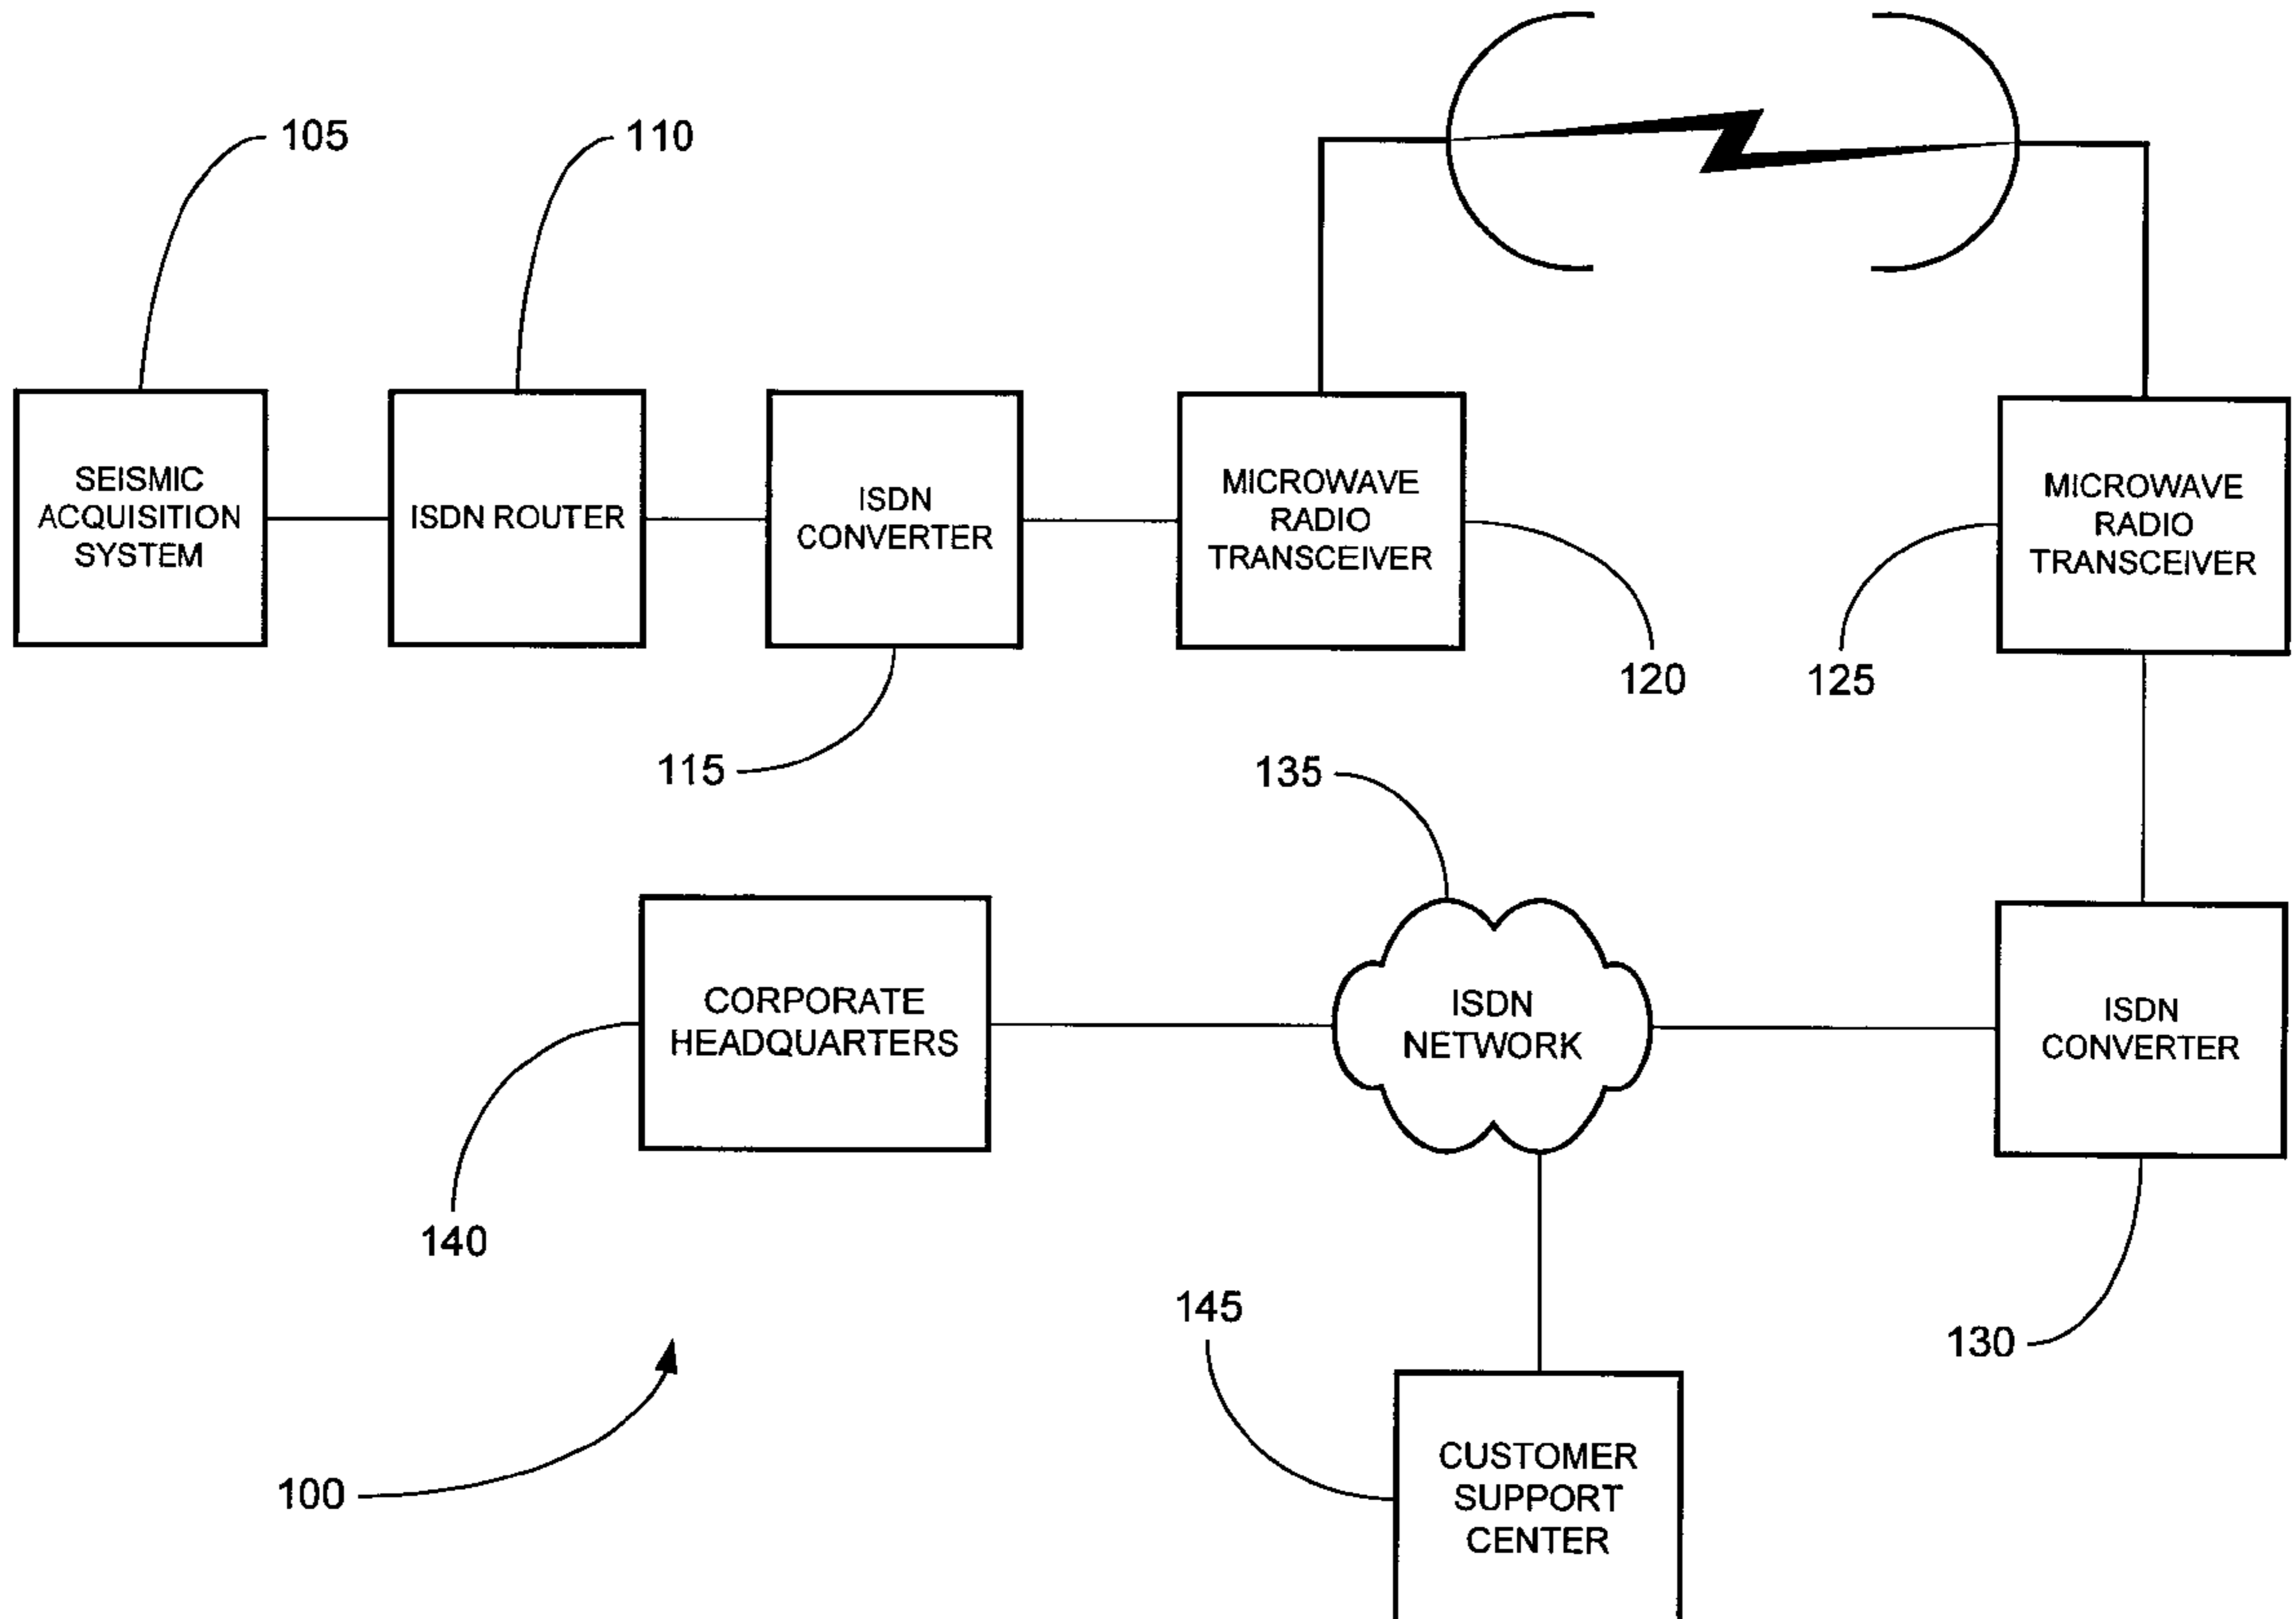 105
110
SEISMIC
ACQUISITION
SYSTEM
ISDN ROUTER
ISDN
CONVERTER
MICROWAVE
RADIO
TRANSCEIVER
MICROWAVE
RADIO
TRANSCEIVER
120
125
115
135
CORPORATE
HEADQUARTERS
ISDN
NETWORK
ISDN
CONVERTER
140
145
130
100
CUSTOMER
SUPPORT
CENTER